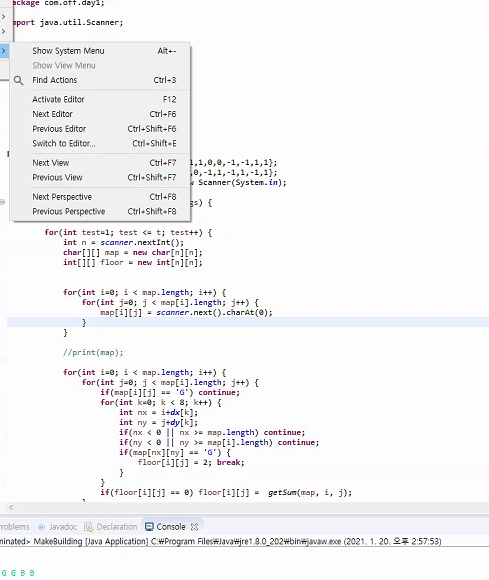 ackage com.off.day1;
mport java.util.Scanner;
Show System Menu Alt+-
Show View Menu
Find Actions Ctrl+3
Activate Editor F12
Next Editor Ctrl+F6
Previous Editor Ctrl+Shift+F6
Switch to Editor... Ctrl+Shift+E
Next View Ctrl+F7
Previous View Ctrl+Shift+F7
Next Perspective Ctrl+F8
Previous Perspective Ctrl+Shift+F8
1,1,0,0,-1,-1,1,1};
0,-1,1,-1,1,-1,1};
Scanner(System.in);
gs) {
for(int test=1; test <= t; test++) {
int n = scanner.nextInt();
char[][] map = new char[n][n];
int[][] floor = new int[n][n];
for(int i=0; i < map.length; i++) {
for(int j=0; j < map[i].length; j++) {
map[i][j] = scanner.next().charAt(0);
}
}
//print(map);
for(int i=0; i < map.length; i++) {
for(int j=0; j < map[i].length; j++) {
if(map[i][j] == 'G') continue;
for(int k=0; k < 8; k++) {
int nx = i+dx[k];
int ny = j+dy[k];
if(nx < 0 || nx >= map.length) continue;
if(ny < 0 || ny >= map[i].length) continue;
if(map[nx][ny] == 'G') {
floor[i][j] = 2; break;
}
}
if(floor[i][j] == 0) floor[i][j] = getSum(map, i, j);
roblems @ Javadoc Declaration Console
minated> MakeBuilding [Java Application] C:₩Program Files₩Java₩jre1.8.0_202₩bin₩javaw.exe (2021. 1. 20. 오후 2:57:53)
G G B B